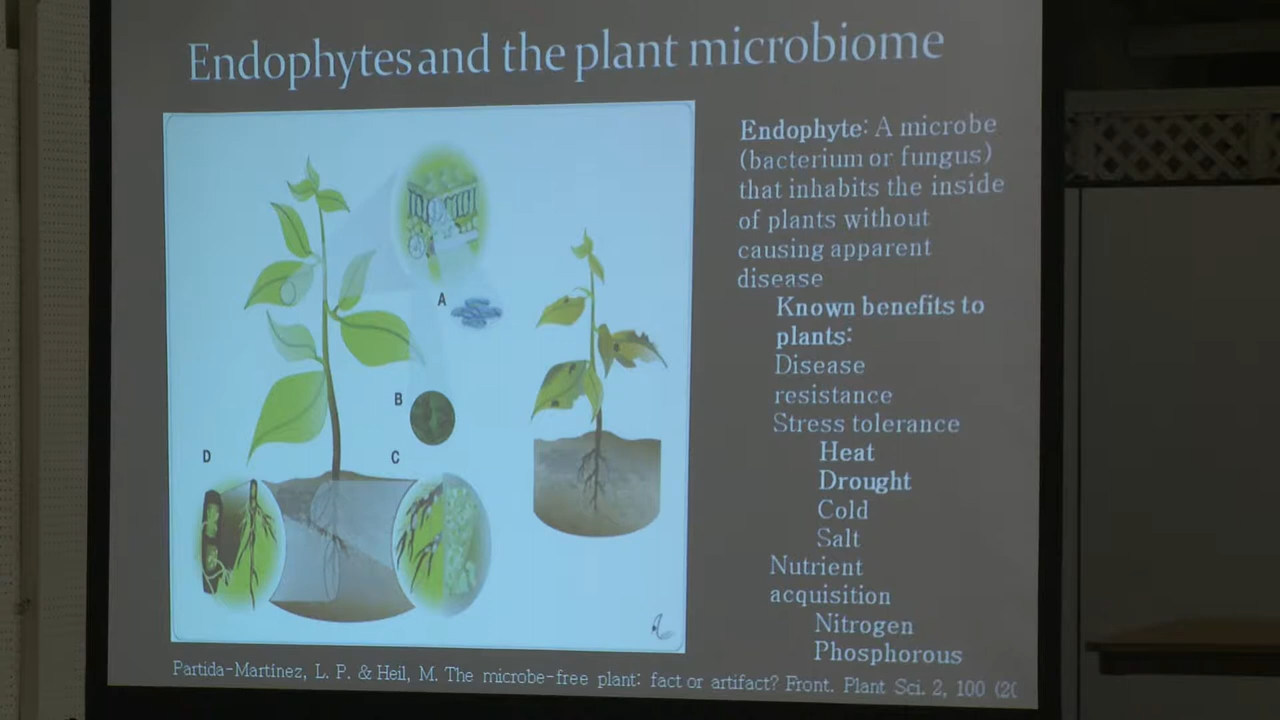 Endophytes and the plant microbiome
Endophyte: A microbe
(bacterium or fungus)
that inhabits the inside
of plants without
causing apparent
disease
Known benefits to
plants:
Disease
resistance
Stress tolerance
Heat
Drought
Cold
Salt
Nutrient
acquisition
Nitrogen
Phosphorous
A
B
C
D
Partida-Martínez, L. P. & Heil, M. The microbe-free plant: fact or artifact? Front. Plant Sci. 2, 100 (2